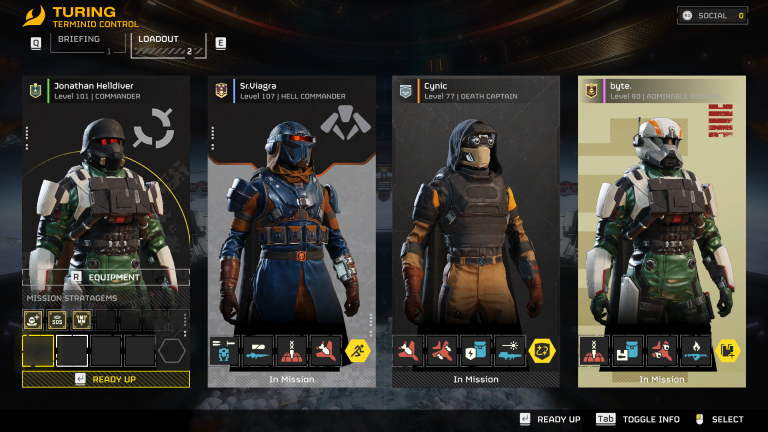 TURING
TERMINID CONTROL
SOCIAL 0
Q
BRIEFING
1
LOADOUT
2
E
Jonathan Helldiver
Level 101 | COMMANDER
Sr.Viagra
Level 107 | HELL COMMANDER
Cynic
Level 77 | DEATH CAPTAIN
byte.
Level 80 | ADMIRABLE
R EQUIPMENT
MISSION STRATAGEMS
SOS
READY UP
In Mission
In Mission
In Mission
READY UP
Tab TOGGLE INFO
SELECT